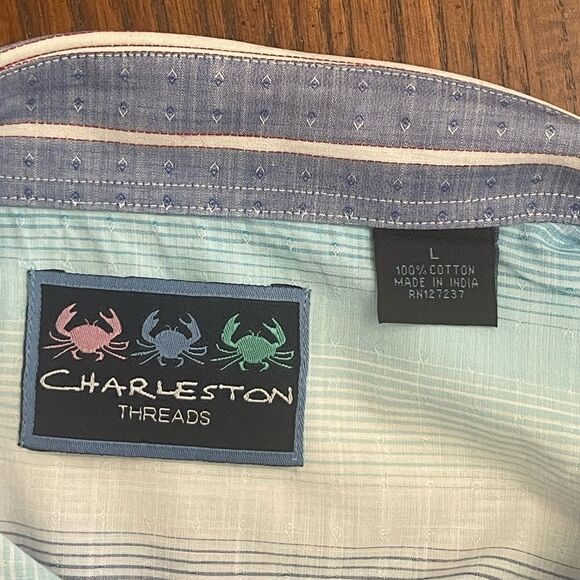 CHARLESTON
THREADS
L
100% COTTON
MADE IN INDIA
RN127237